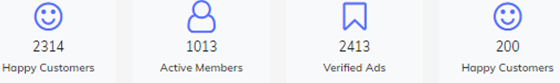 2314 1013 2413 200
Happy Customers Active Members Verified Ads Happy Customers